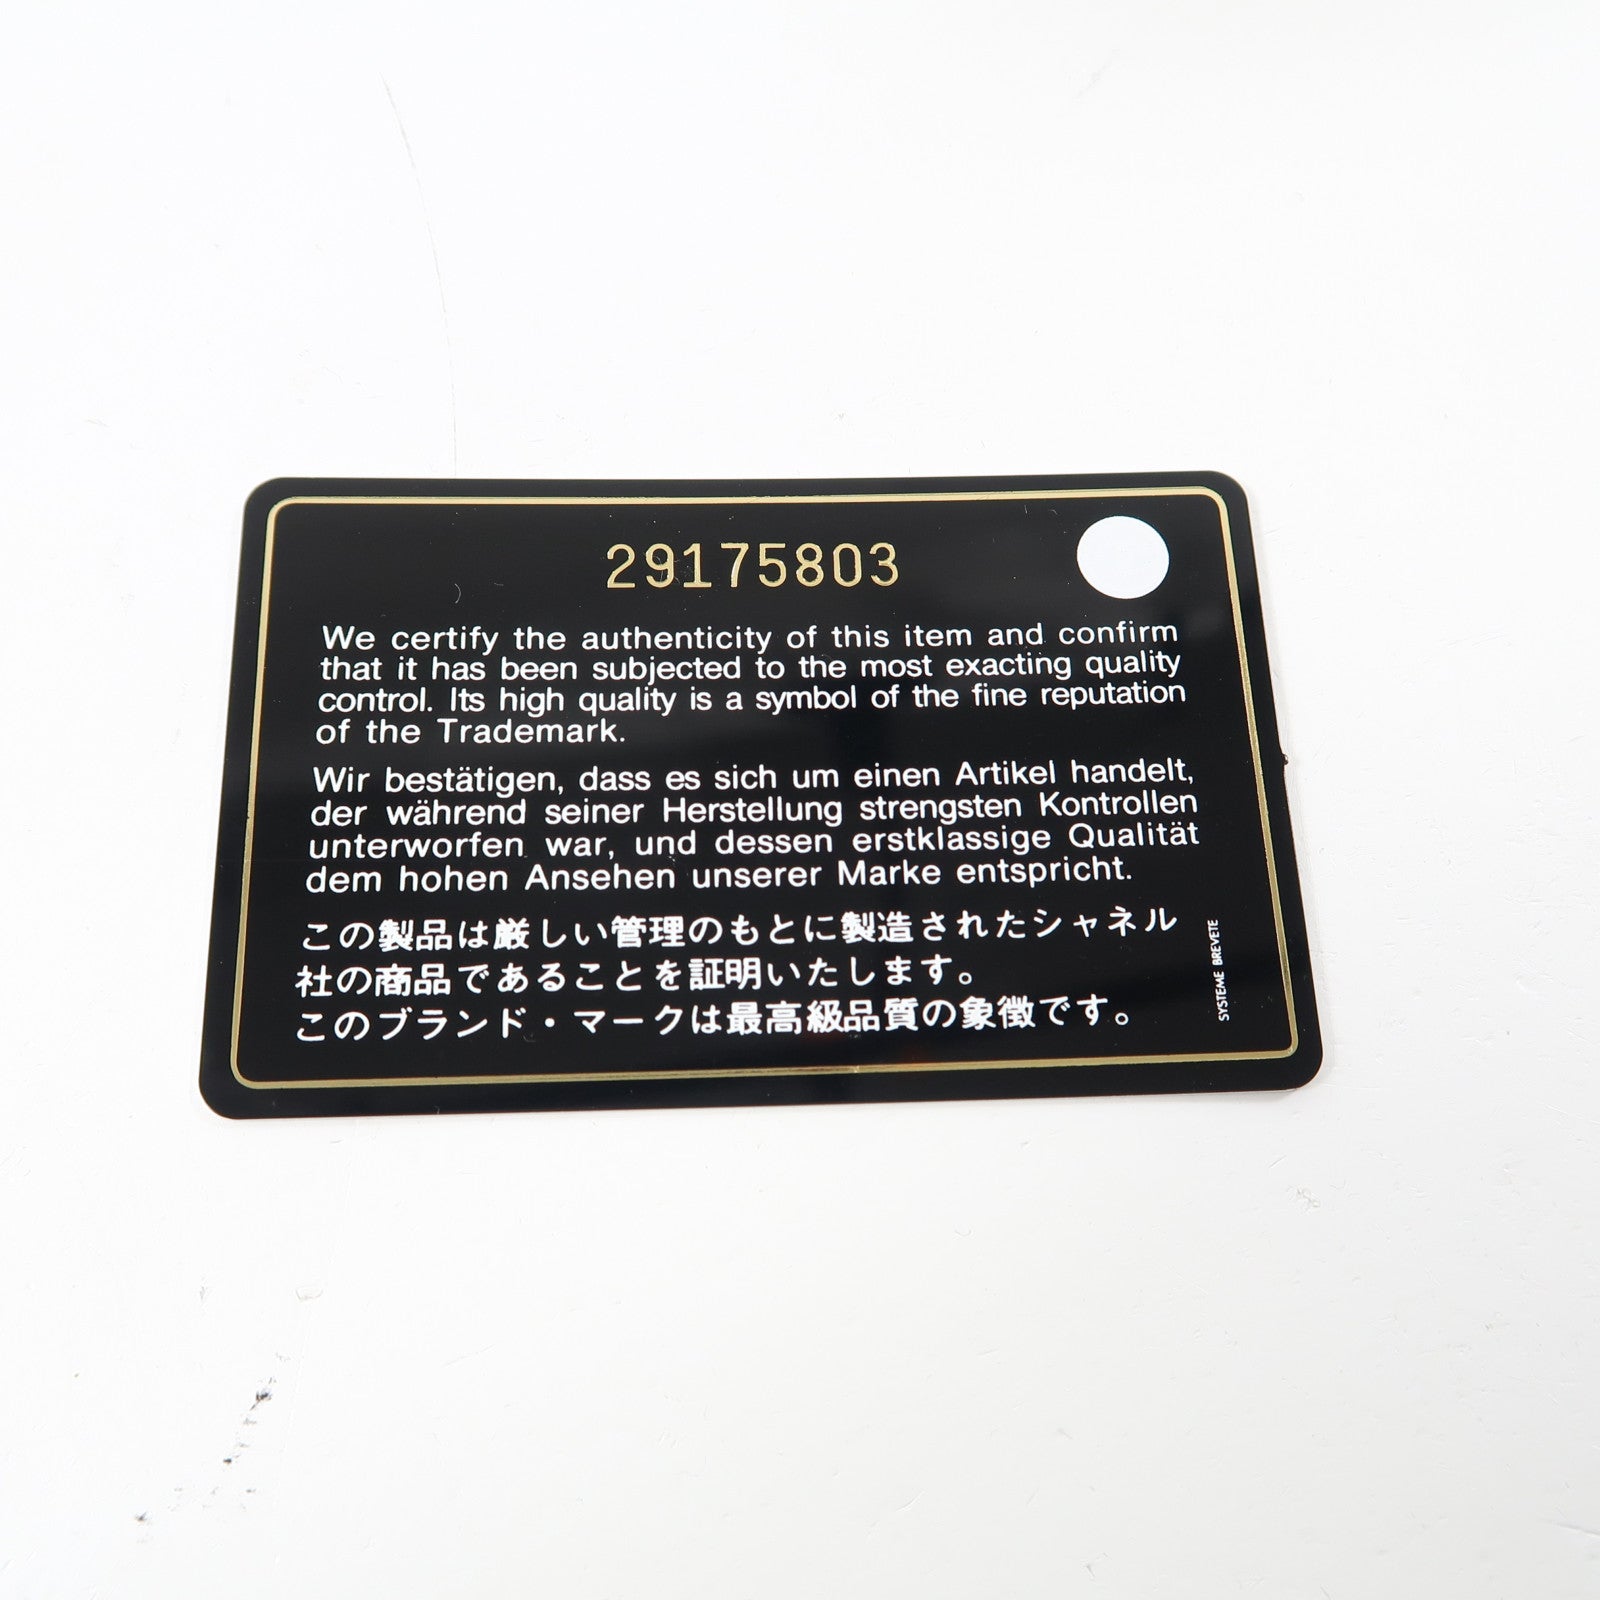 29175803
We certify the authenticity of this item and confirm
that it has been subjected to the most exacting quality
control. Its high quality is a symbol of the fine reputation
of the Trademark.
Wir bestätigen, dass es sich um einen Artikel handelt,
der während seiner Herstellung strengsten Kontrollen
unterworfen war, und dessen erstklassige Qualität
dem hohen Ansehen unserer Marke entspricht.
この製品は厳しい管理のもとに製造されたシャネル
社の商品であることを証明いたします。
このブランド・マークは最高級品質の象徴です。
SYSTEME BREVETE